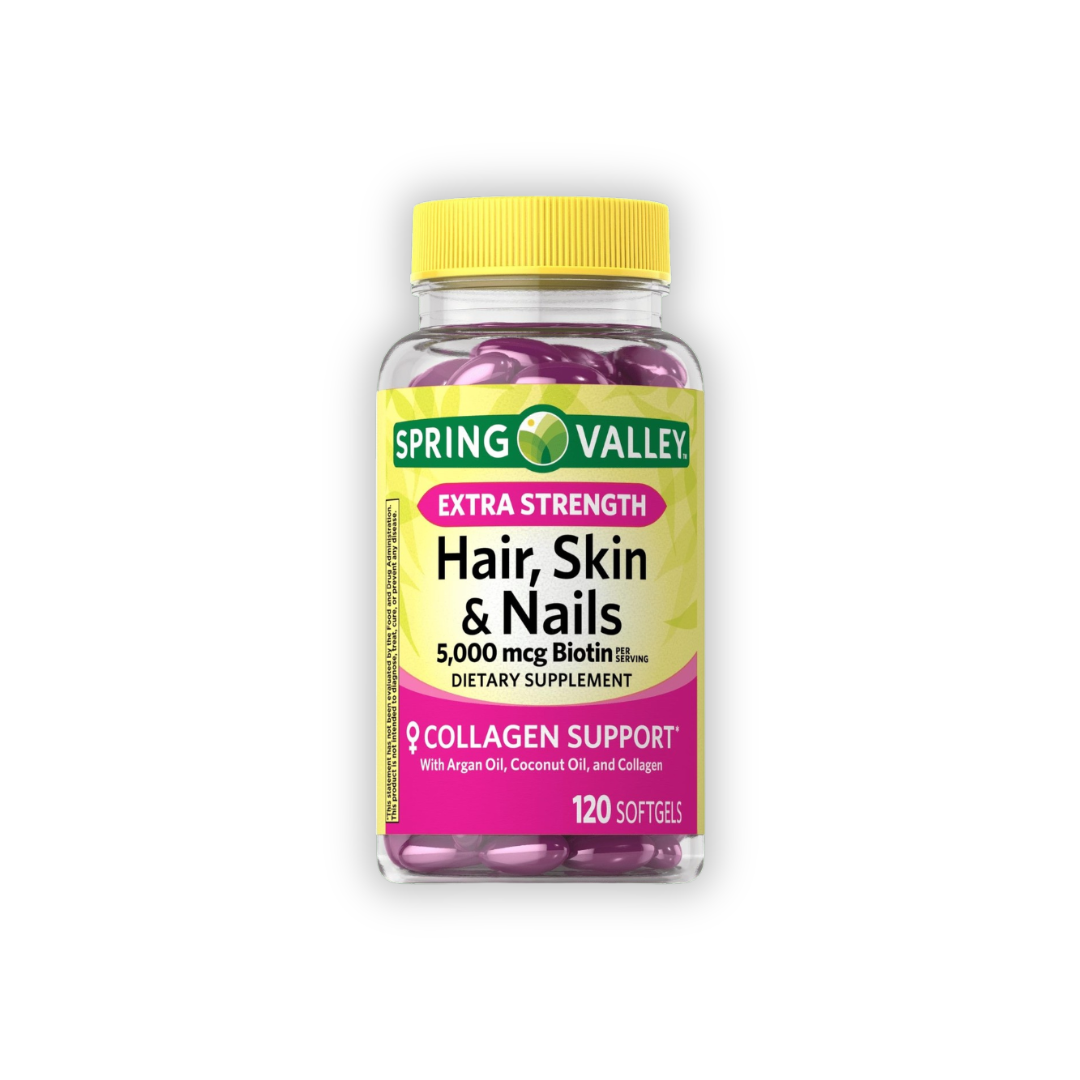 SPRING VALLEY™
EXTRA STRENGTH
Hair, Skin
& Nails
5,000 mcg Biotin PER SERVING
DIETARY SUPPLEMENT
♀ COLLAGEN SUPPORT*
With Argan Oil, Coconut Oil, and Collagen
120 SOFTGELS
*This statement has not been evaluated by the Food and Drug Administration.
This product is not intended to diagnose, treat, cure, or prevent any disease.